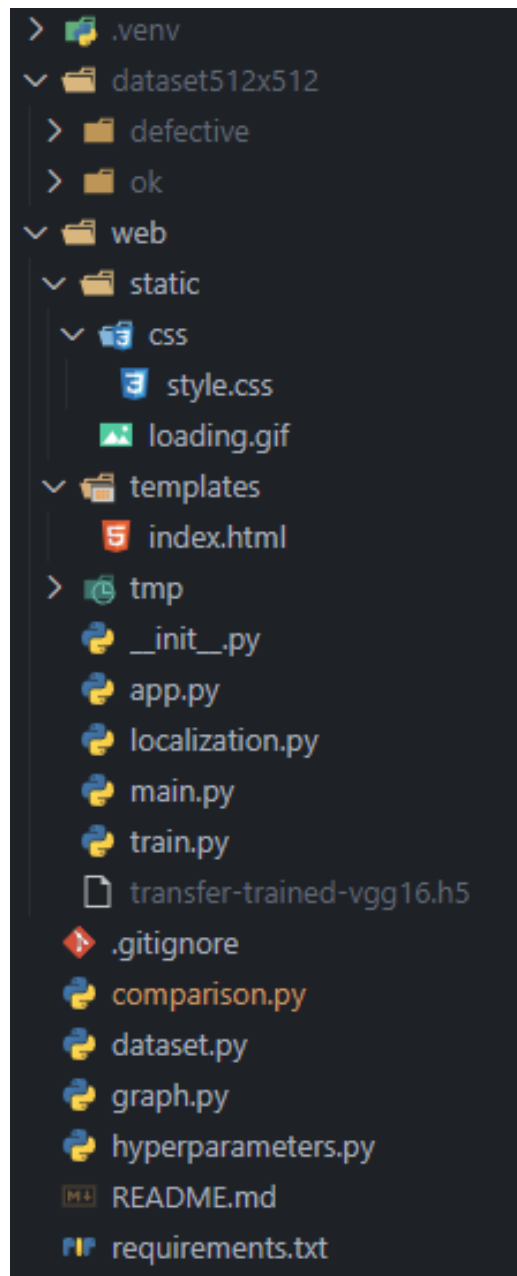 .venv
dataset512x512
defective
ok
web
static
css
style.css
loading.gif
templates
index.html
tmp
__init__.py
app.py
localization.py
main.py
train.py
transfer-trained-vgg16.h5
.gitignore
comparison.py
dataset.py
graph.py
hyperparameters.py
README.md
requirements.txt